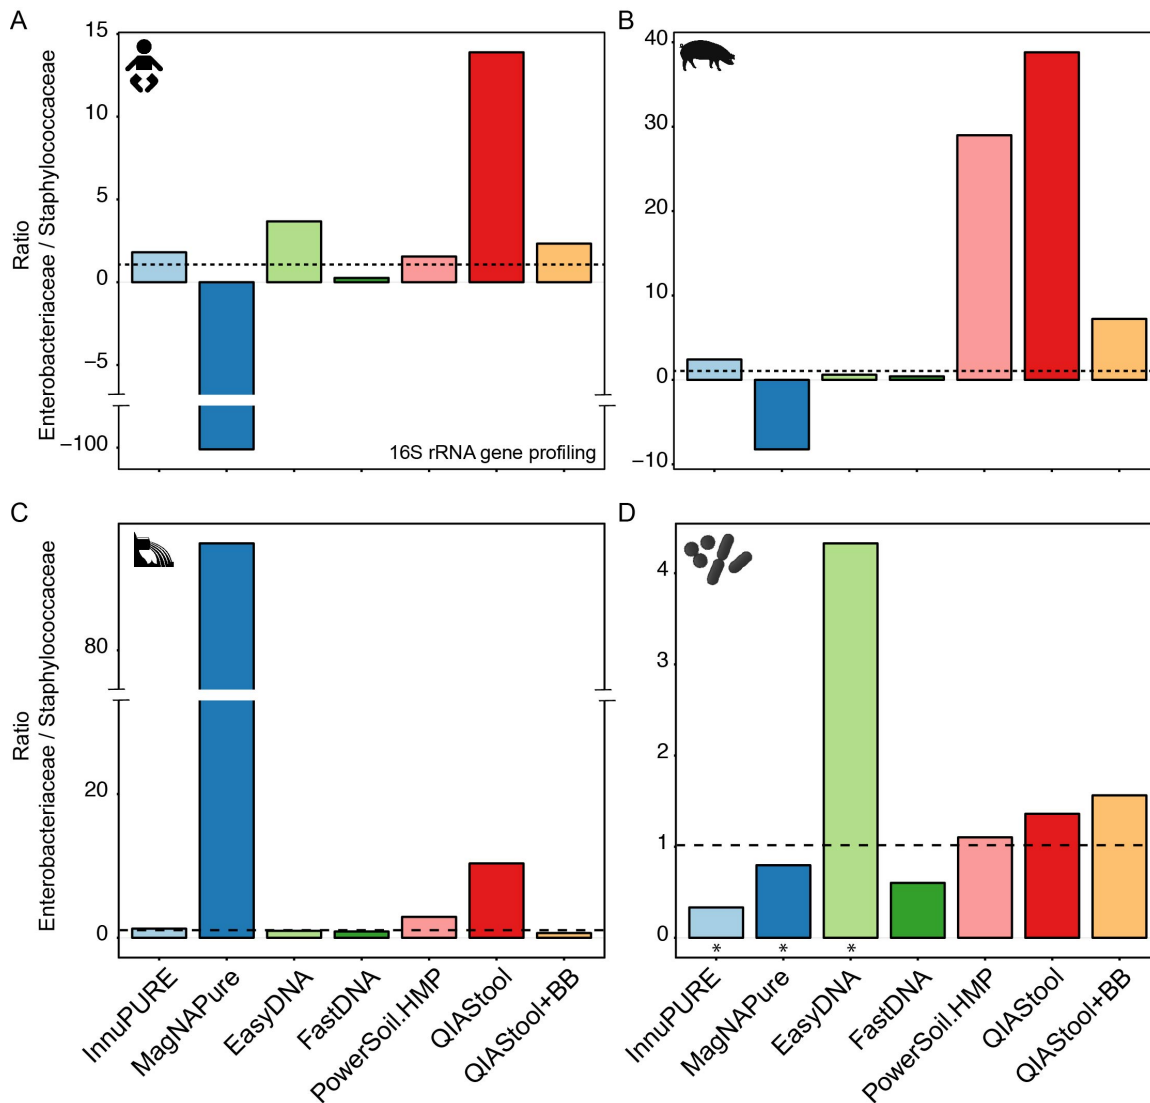 A
Ratio
Enterobacteriaceae / Staphylococcaceae
15
10
5
0
−5
−100
16S rRNA gene profiling
B
40
30
20
10
0
−10
C
Ratio
Enterobacteriaceae / Staphylococcaceae
80
20
0
InnuPURE
MagNAPure
EasyDNA
FastDNA
PowerSoil.HMP
QIAStool
QIAStool+BB
D
4
3
2
1
0
* * *
InnuPURE
MagNAPure
EasyDNA
FastDNA
PowerSoil.HMP
QIAStool
QIAStool+BB